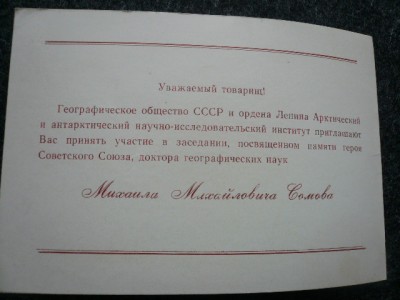 Уважаемый товарищ!
Географическое общество СССР и ордена Ленина Арктический
и антарктический научно-исследовательский институт приглашают
Вас принять участие в заседании, посвященном памяти героя
Советского Союза, доктора географических наук
Михаила Михайловича Сомова